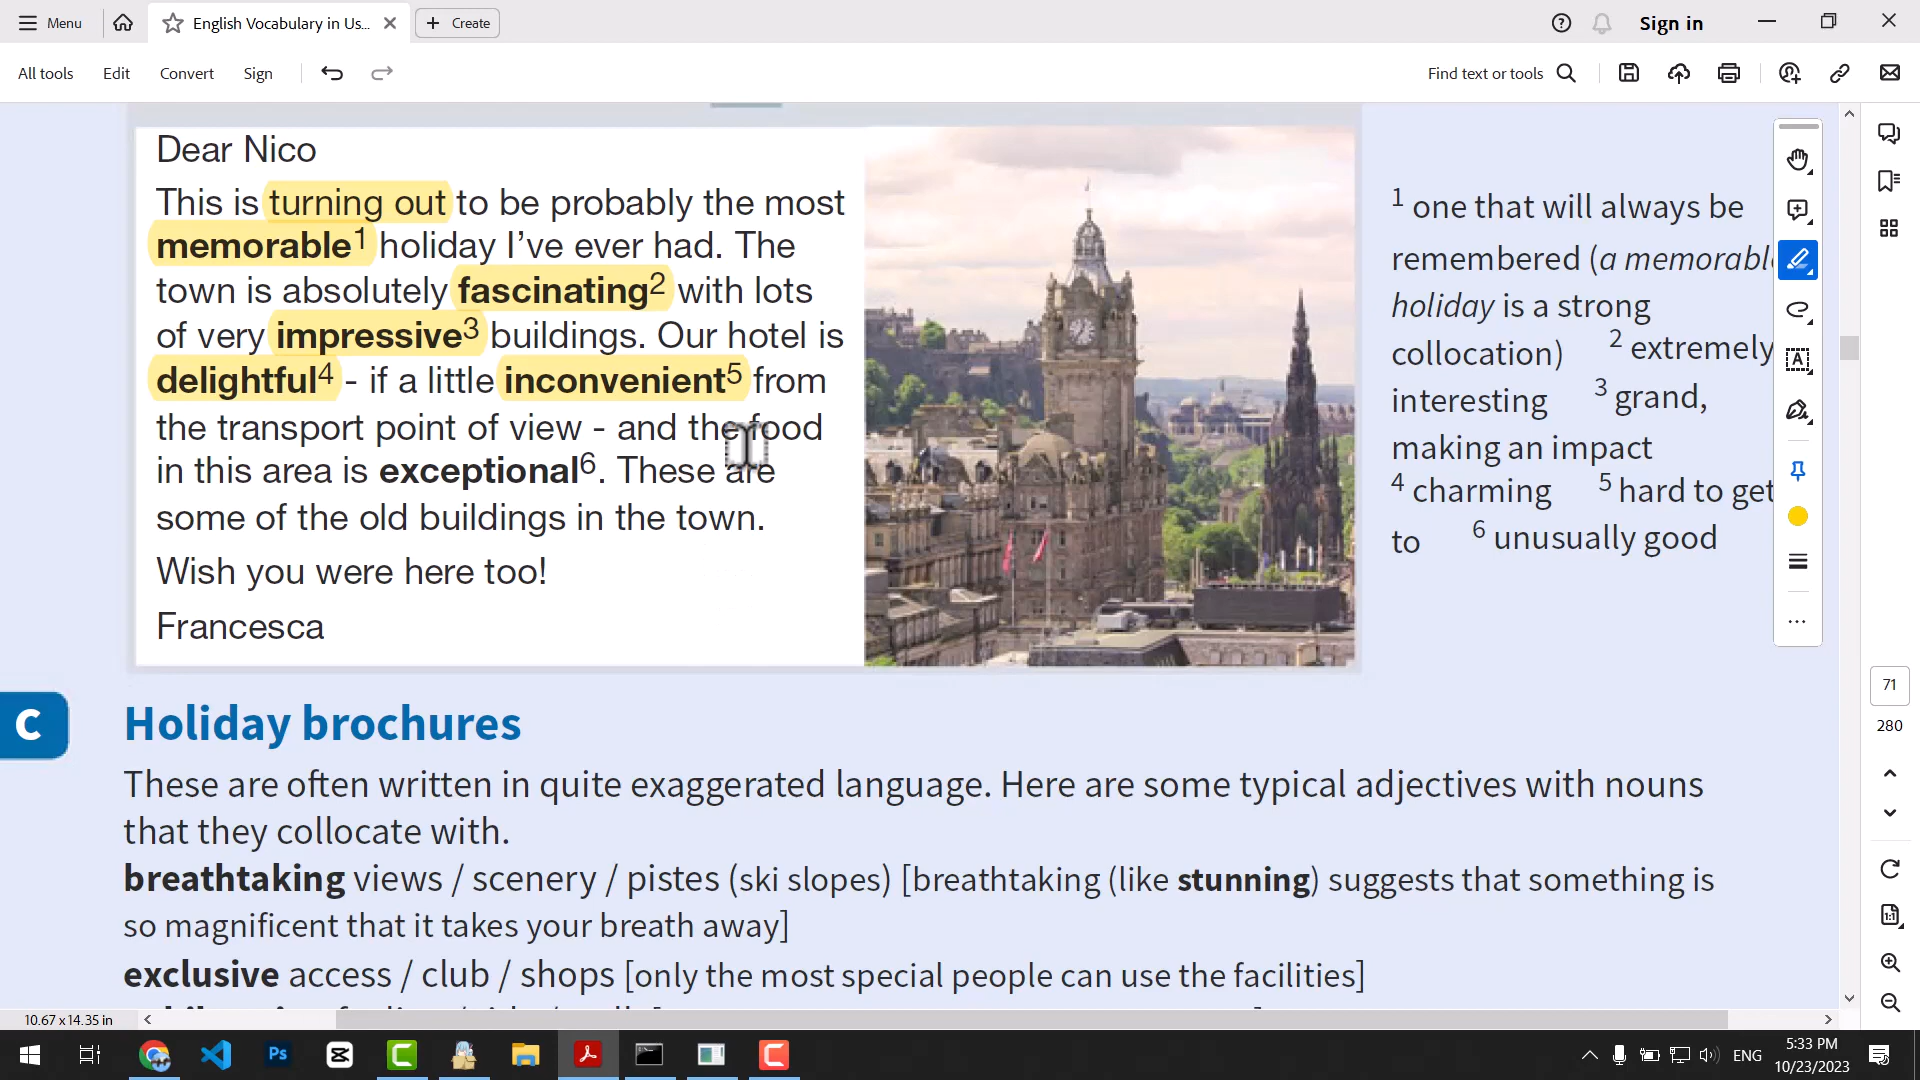 Menu
English Vocabulary in Us...
Create
Sign in
All tools
Edit
Convert
Sign
Find text or tools
Dear Nico
This is turning out to be probably the most
memorable1 holiday I've ever had. The
town is absolutely fascinating2 with lots
of very impressive3 buildings. Our hotel is
delightful4 - if a little inconvenient5 from
the transport point of view - and the food
in this area is exceptional6. These are
some of the old buildings in the town.
Wish you were here too!
Francesca
1 one that will always be
remembered (a memorabl
holiday is a strong
collocation) 2 extremely
interesting 3 grand,
making an impact
4 charming 5 hard to get
to 6 unusually good
C Holiday brochures
These are often written in quite exaggerated language. Here are some typical adjectives with nouns
that they collocate with.
breathtaking views / scenery / pistes (ski slopes) [breathtaking (like stunning) suggests that something is
so magnificent that it takes your breath away]
exclusive access / club / shops [only the most special people can use the facilities]
71
280
10.67 x 14.35 in
ENG
5:33 PM
10/23/2023